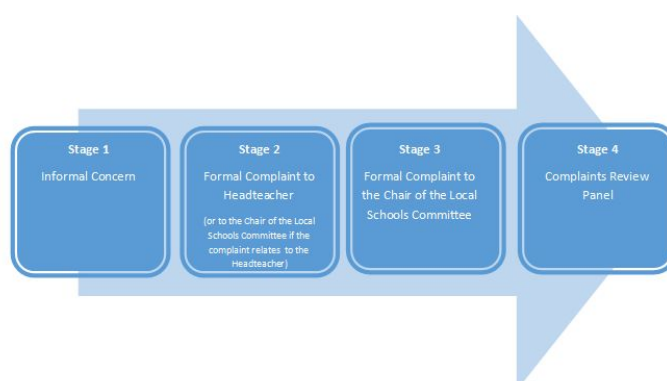 Stage 1
Informal Concern
Stage 2
Formal Complaint to
Headteacher
(or to the Chair of the Local
Schools Committee if the
complaint relates to the
Headteacher)
Stage 3
Formal Complaint to
the Chair of the Local
Schools Committee
Stage 4
Complaints Review
Panel